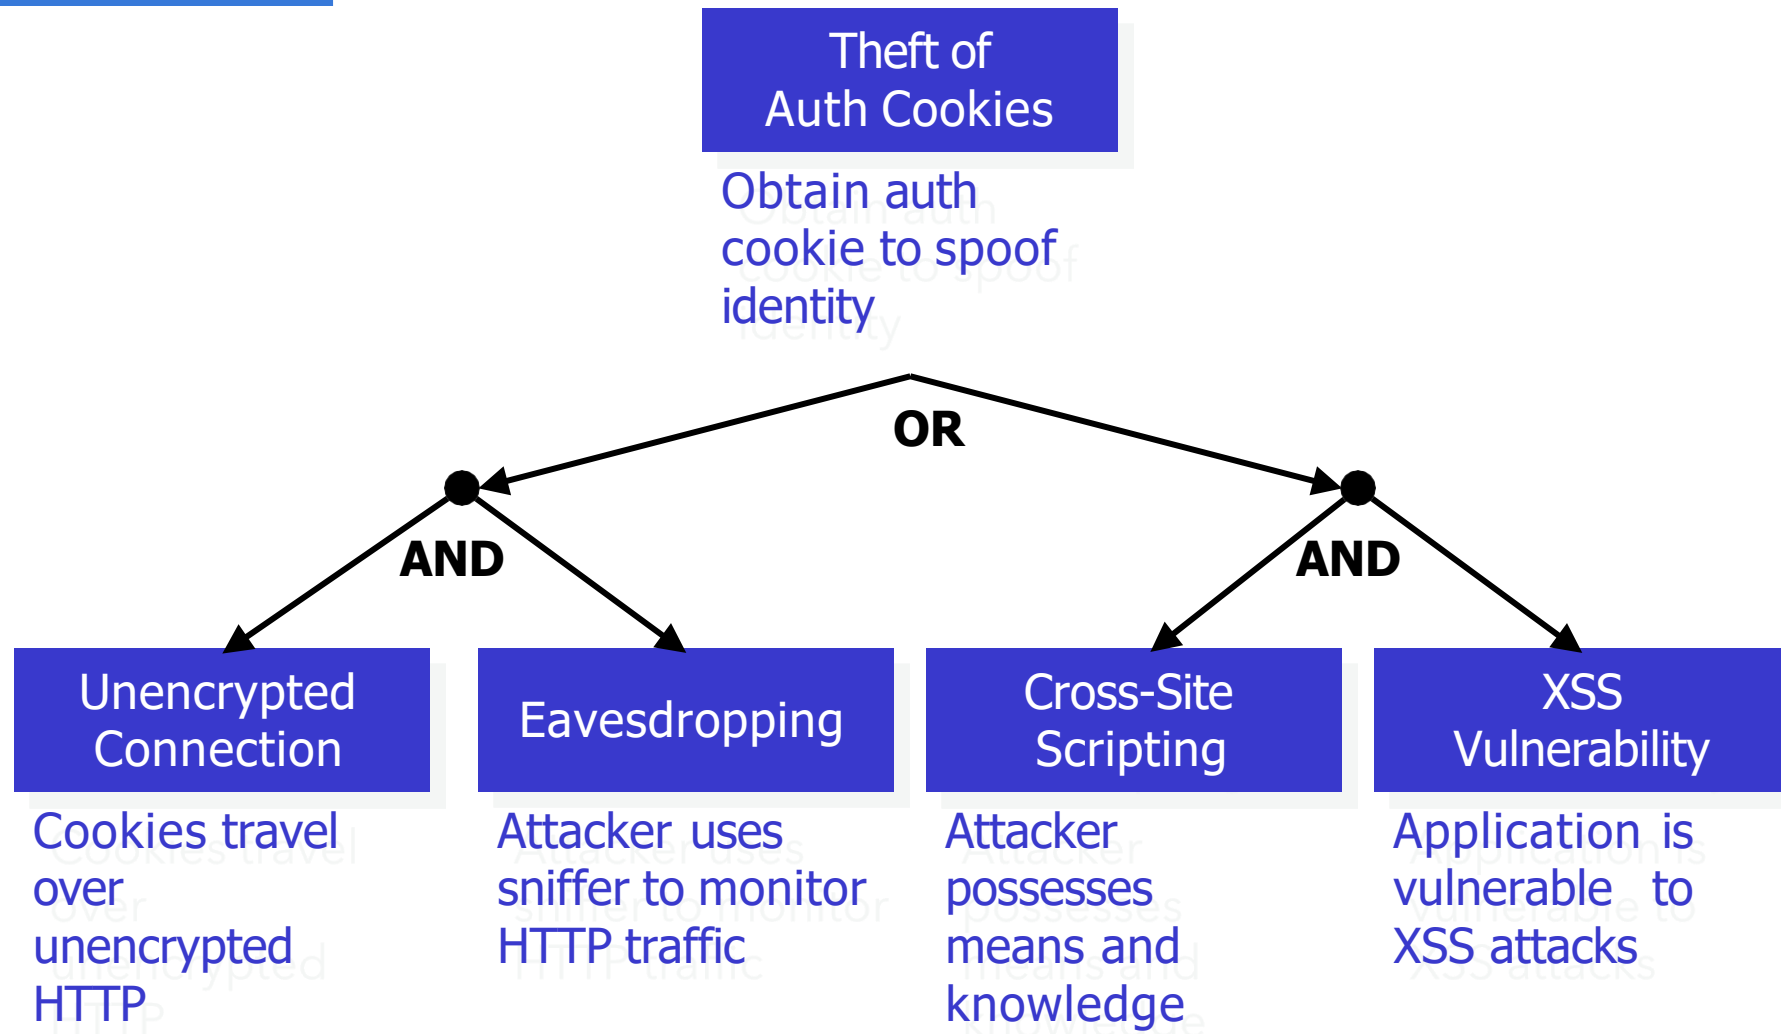 Theft of
Auth Cookies
Obtain auth
cookie to spoof
identity
OR
AND
AND
Unencrypted
Connection
Cookies travel
over
unencrypted
HTTP
Eavesdropping
Attacker uses
sniffer to monitor
HTTP traffic
Cross-Site
Scripting
Attacker
possesses
means and
knowledge
XSS
Vulnerability
Application is
vulnerable to
XSS attacks